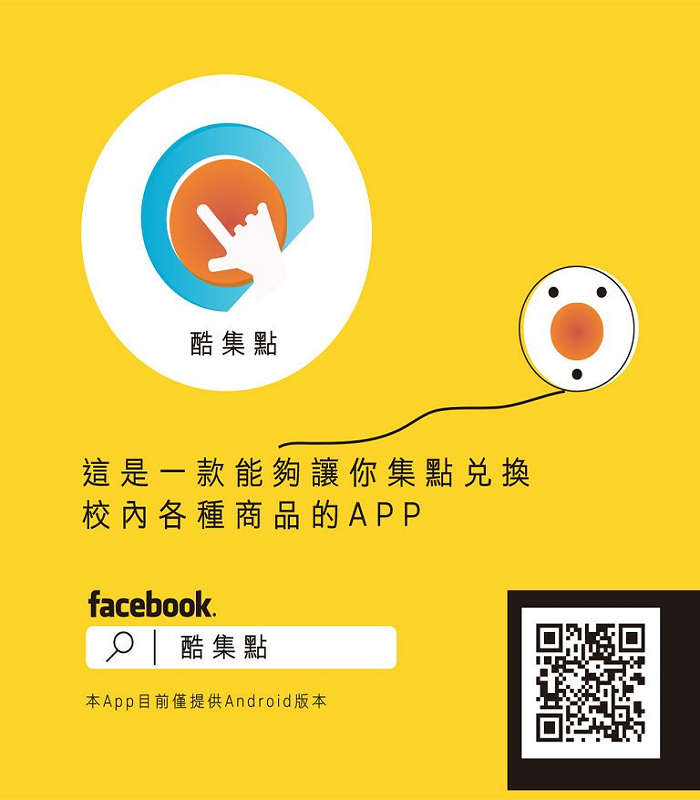 酷集點
這是一款能夠讓你集點兌換
校內各種商品的APP
facebook.
酷集點
本App目前僅提供Android版本